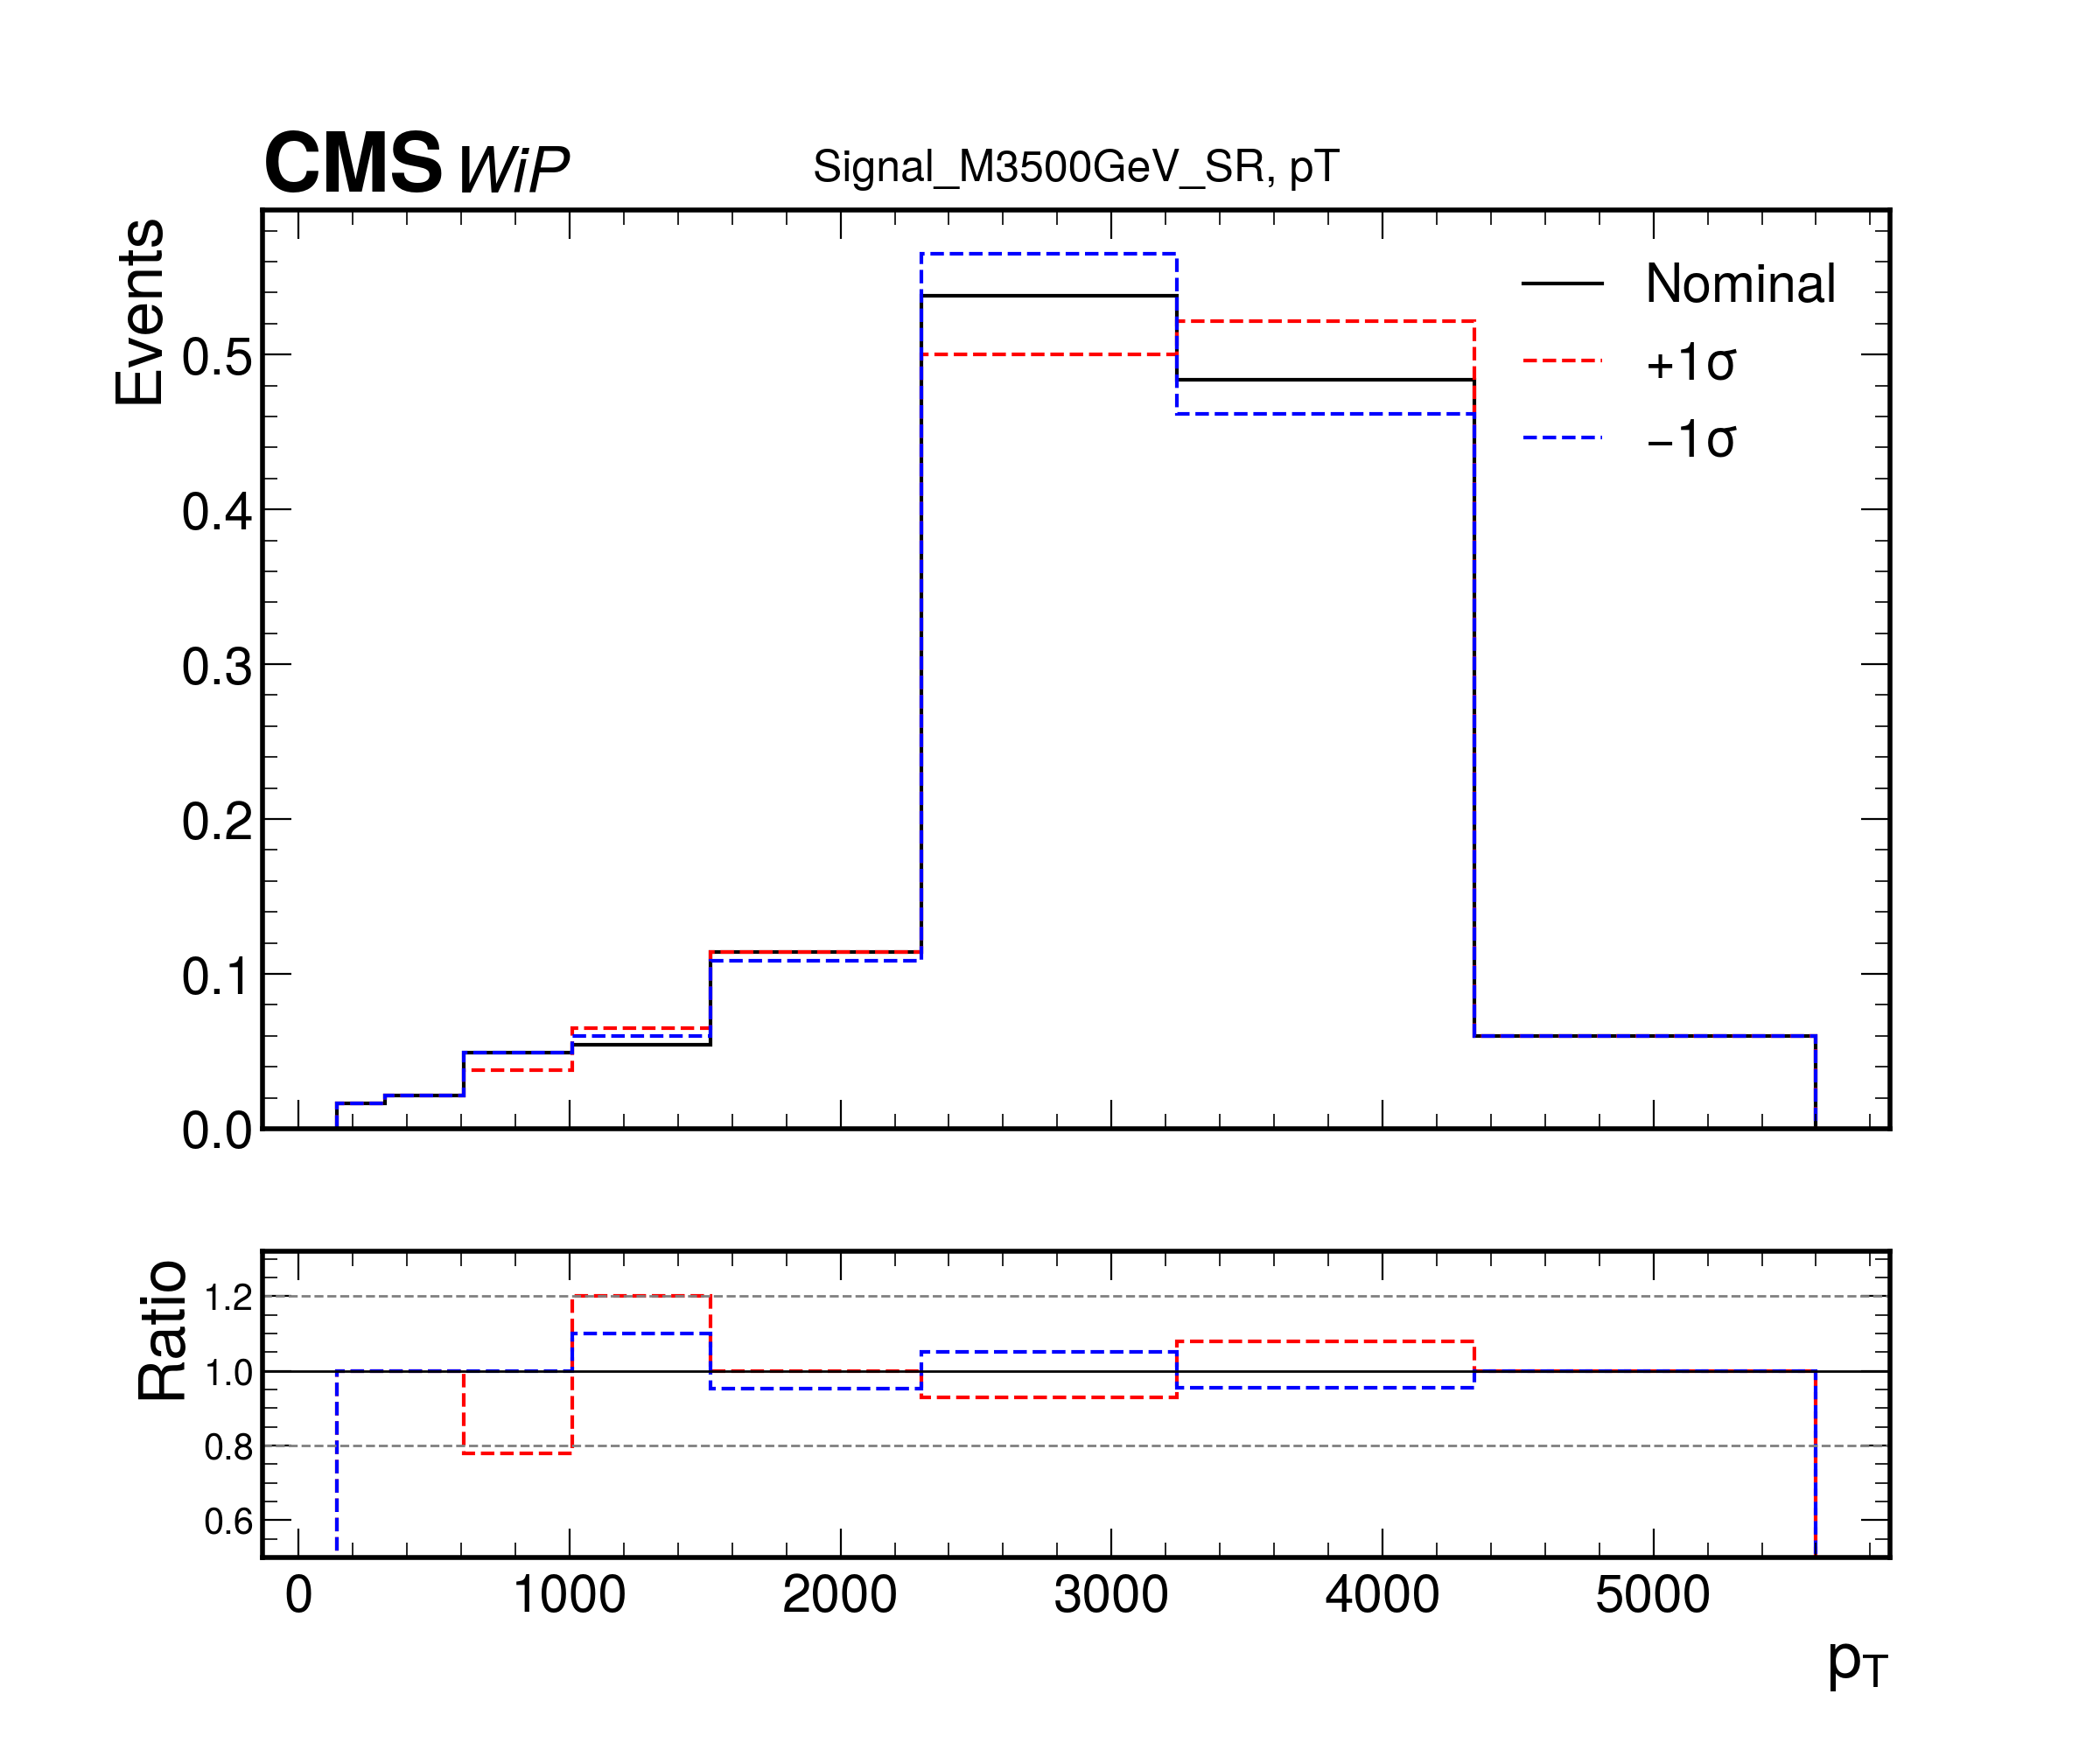 CMS WiP Signal_M3500GeV_SR, pT
Events
Nominal
+1σ
−1σ
0.5
0.4
0.3
0.2
0.1
0.0
Ratio
1.2
1.0
0.8
0.6
0 1000 2000 3000 4000 5000
pT